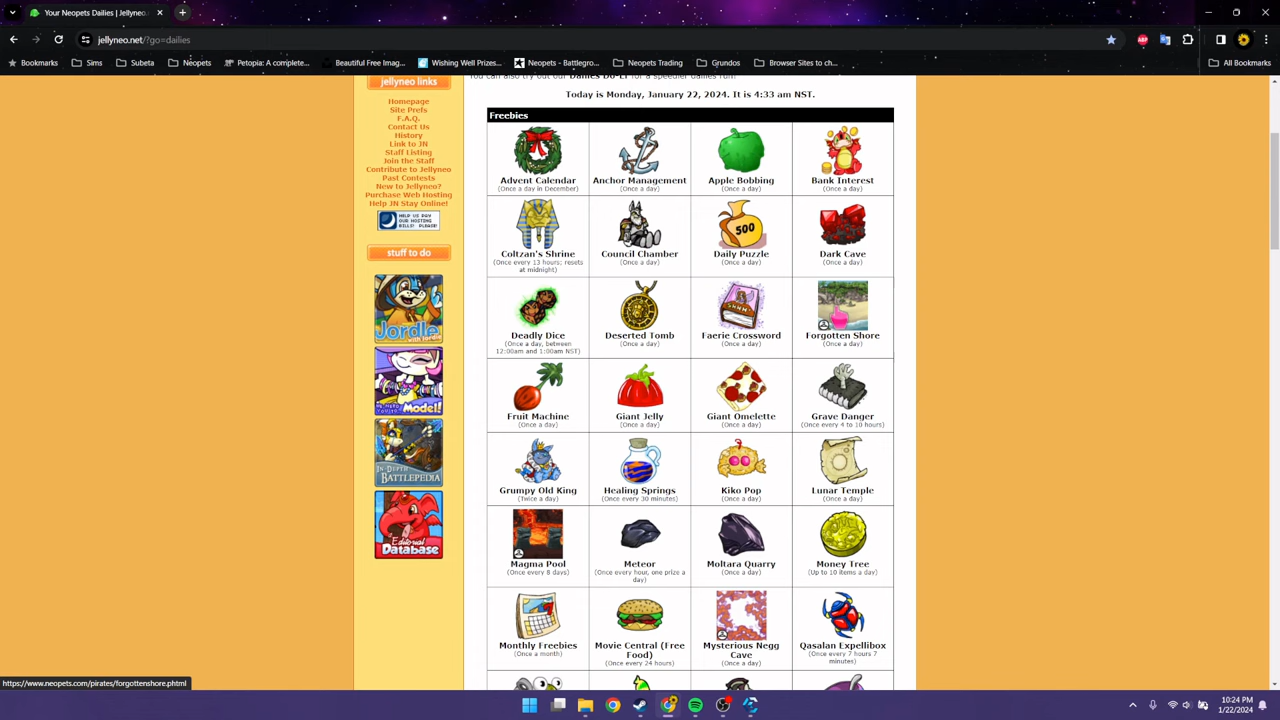 Your Neopets Dailies | Jellyneo.
jellyneo.net/?go=dailies
Bookmarks
Sims
Subeta
Neopets
Petopia: A complete...
Beautiful Free Imag...
Wishing Well Prizes...
Neopets - Battlegro...
Neopets Trading
Grundos
Browser Sites to ch...
All Bookmarks
jellyneo links
Homepage
Site Prefs
F.A.Q.
Contact Us
History
Link to JN
Staff Listing
Join the Staff
Contribute to Jellyneo
Past Contests
New to Jellyneo?
Purchase Web Hosting
Help JN Stay Online!
HELP US PAY
OUR HOSTING
BILLS! PLEASE!
stuff to do
Jordle
with Jordie
WE NEED
YOU TO... Model!
IN-DEPTH
BATTLEPEDIA
Editorial
DATABASE
You can also try out our Dailies Do-Er for a speedier dailies run!
Today is Monday, January 22, 2024. It is 4:33 am NST.
Freebies
Advent Calendar
(Once a day in December)
Anchor Management
(Once a day)
Apple Bobbing
(Once a day)
Bank Interest
(Once a day)
Coltzan's Shrine
(Once every 13 hours; resets
at midnight)
Council Chamber
(Once a day)
500
Daily Puzzle
(Once a day)
Dark Cave
(Once a day)
Deadly Dice
(Once a day, between
12:00am and 1:00am NST)
Deserted Tomb
(Once a day)
Faerie Crossword
(Once a day)
Forgotten Shore
(Once a day)
Fruit Machine
(Once a day)
Giant Jelly
(Once a day)
Giant Omelette
(Once a day)
Grave Danger
(Once every 4 to 10 hours)
Grumpy Old King
(Twice a day)
Healing Springs
(Once every 30 minutes)
Kiko Pop
(Once a day)
Lunar Temple
(Once a day)
Magma Pool
(Once every 8 days)
Meteor
(Once every hour, one prize a
day)
Moltara Quarry
(Once a day)
Money Tree
(Up to 10 items a day)
Monthly Freebies
(Once a month)
Movie Central (Free
Food)
(Once every 24 hours)
Mysterious Negg
Cave
(Once a day)
Qasalan Expellibox
(Once every 7 hours 7
minutes)
https://www.neopets.com/pirates/forgottenshore.phtml
10:24 PM
1/22/2024